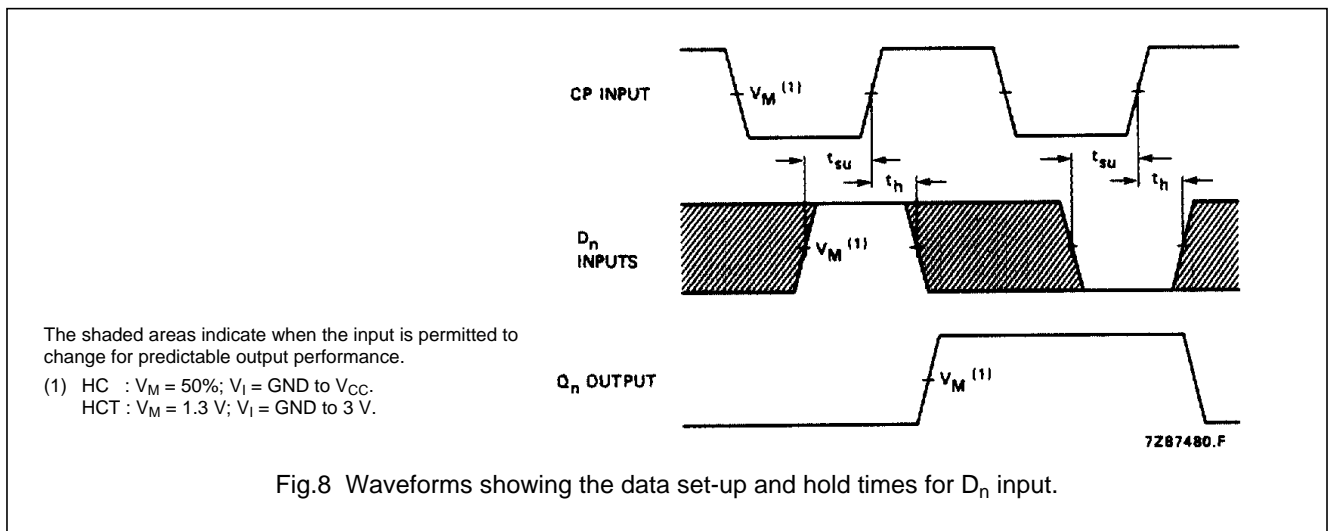 CP INPUT
V_M (1)
t_su
t_su
t_h
t_h
D_n
INPUTS
V_M (1)
The shaded areas indicate when the input is permitted to
change for predictable output performance.
(1) HC : V_M = 50%; V_I = GND to V_CC.
HCT : V_M = 1.3 V; V_I = GND to 3 V.
Q_n OUTPUT
V_M (1)
7Z87480.F
Fig.8 Waveforms showing the data set-up and hold times for D_n input.